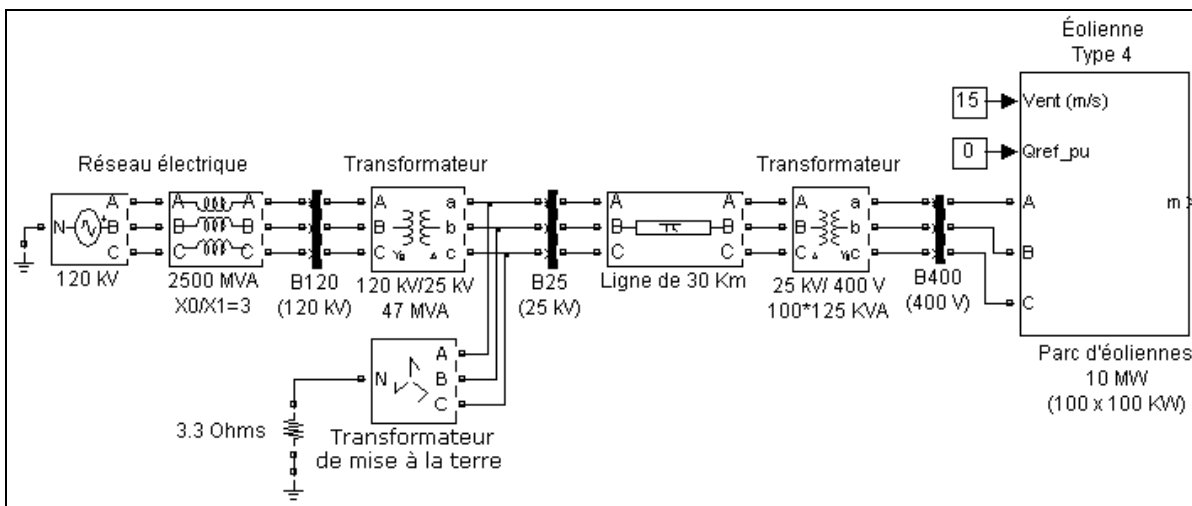 Éolienne
Type 4
15
Vent (m/s)
0
Qref_pu
Réseau électrique
Transformateur
Transformateur
N
A
B
C
A
B
C
A
B
C
A
B
C
a
b
c
Yg
Δ
A
B
C
A
B
C
A
B
C
a
b
c
Δ
Yg
A
B
C
m
120 kV
2500 MVA
X0/X1=3
B120
(120 kV)
120 kV/25 kV
47 MVA
B25
(25 kV)
Ligne de 30 Km
25 kV/ 400 V
100*125 KVA
B400
(400 V)
Parc d'éoliennes
10 MW
(100 x 100 KW)
N
A
B
C
3.3 Ohms
Transformateur
de mise à la terre